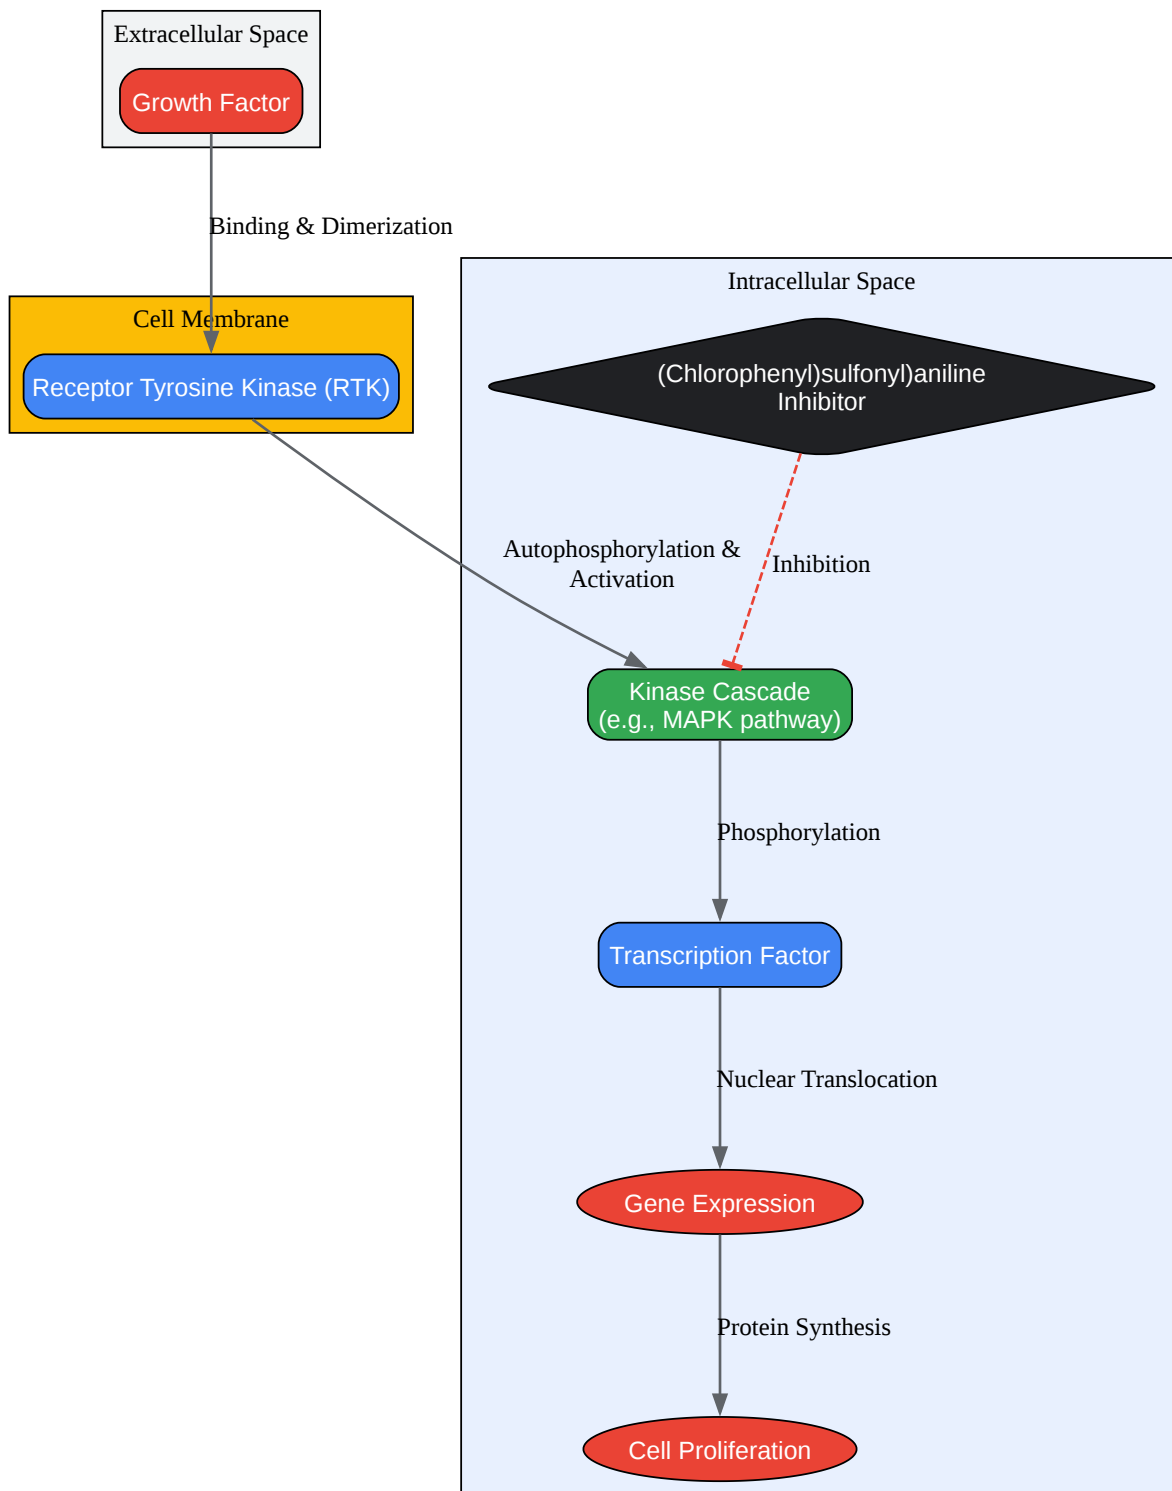 Extracellular Space
Growth Factor
Binding & Dimerization
Cell Membrane
Receptor Tyrosine Kinase (RTK)
Intracellular Space
(Chlorophenyl)sulfonyl)aniline
Inhibitor
Autophosphorylation &
Activation
Inhibition
Kinase Cascade
(e.g., MAPK pathway)
Phosphorylation
Transcription Factor
Nuclear Translocation
Gene Expression
Protein Synthesis
Cell Proliferation